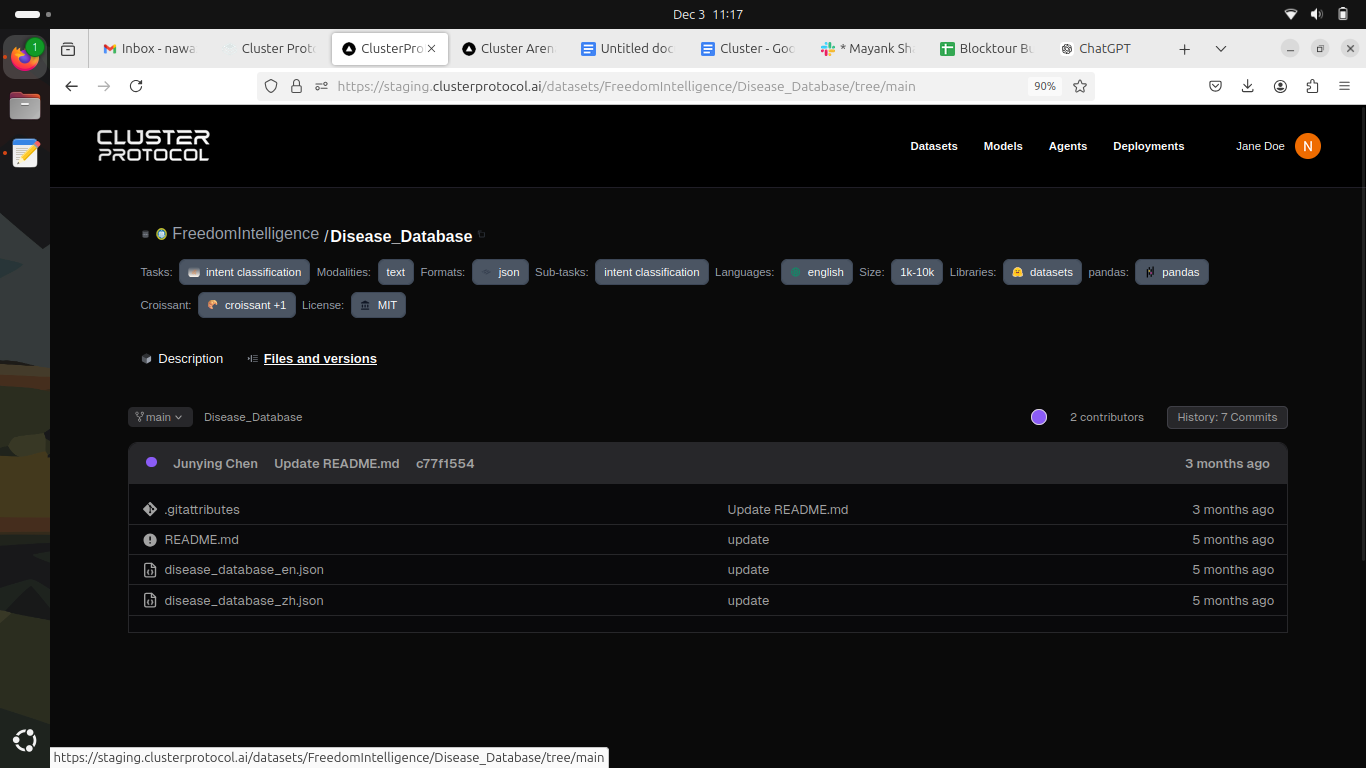 Dec 3 11:17
1
Inbox - nawa
Cluster Proto
ClusterPro
Cluster Aren
Untitled doc
Cluster - Goo
* Mayank Sh
Blocktour Bu
ChatGPT
https://staging.clusterprotocol.ai/datasets/FreedomIntelligence/Disease_Database/tree/main
90%
CLUSTER
PROTOCOL
Datasets Models Agents Deployments Jane Doe N
FreedomIntelligence /Disease_Database
Tasks: intent classification Modalities: text Formats: json Sub-tasks: intent classification Languages: english Size: 1k-10k Libraries: datasets pandas: pandas
Croissant: croissant +1 License: MIT
Description Files and versions
main Disease_Database 2 contributors History: 7 Commits
Junying Chen Update README.md c77f1554 3 months ago
.gitattributes Update README.md 3 months ago
README.md update 5 months ago
disease_database_en.json update 5 months ago
disease_database_zh.json update 5 months ago
https://staging.clusterprotocol.ai/datasets/FreedomIntelligence/Disease_Database/tree/main